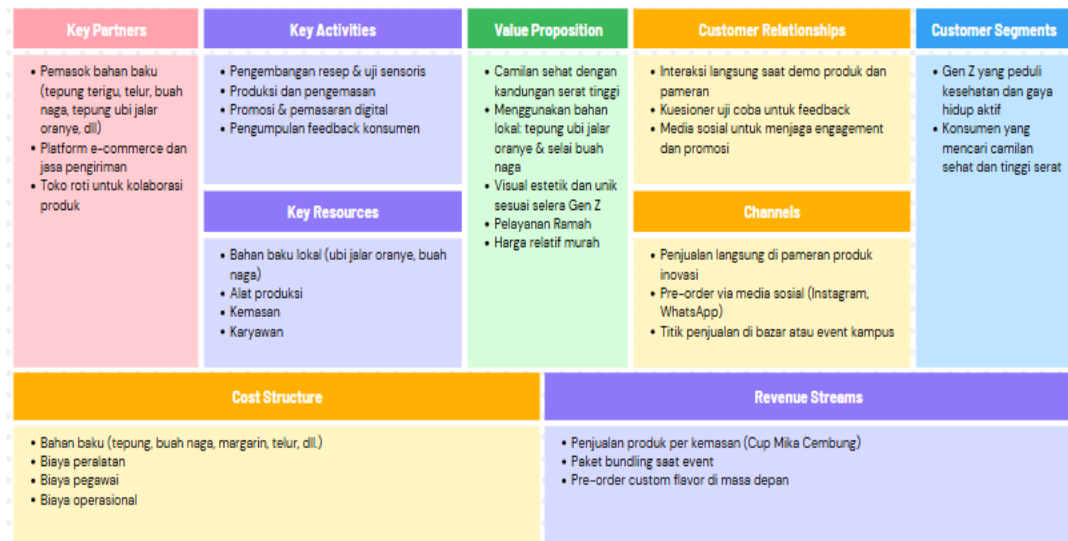 Key Partners
• Pemasok bahan baku
(tepung terigu, telur, buah
naga, tepung ubi jalar
oranye, dll)
• Platform e-commerce dan
jasa pengiriman
• Toko roti untuk kolaborasi
produk
Key Activities
• Pengembangan resep & uji sensoris
• Produksi dan pengemasan
• Promosi & pemasaran digital
• Pengumpulan feedback konsumen
Key Resources
• Bahan baku lokal (ubi jalar oranye, buah
naga)
• Alat produksi
• Kemasan
• Karyawan
Value Proposition
• Camilan sehat dengan
kandungan serat tinggi
• Menggunakan bahan
lokal: tepung ubi jalar
oranye & selai buah
naga
• Visual estetik dan unik
sesuai selera Gen Z
• Pelayanan Ramah
• Harga relatif murah
Customer Relationships
• Interaksi langsung saat demo produk dan
pameran
• Kuesioner uji coba untuk feedback
• Media sosial untuk menjaga engagement
dan promosi
Channels
• Penjualan langsung di pameran produk
inovasi
• Pre-order via media sosial (Instagram,
WhatsApp)
• Titik penjualan di bazar atau event kampus
Customer Segments
• Gen Z yang peduli
kesehatan dan gaya
hidup aktif
• Konsumen yang
mencari camilan
sehat dan tinggi serat
Cost Structure
• Bahan baku (tepung, buah naga, margarin, telur, dll.)
• Biaya peralatan
• Biaya pegawai
• Biaya operasional
Revenue Streams
• Penjualan produk per kemasan (Cup Mika Cembung)
• Paket bundling saat event
• Pre-order custom flavor di masa depan